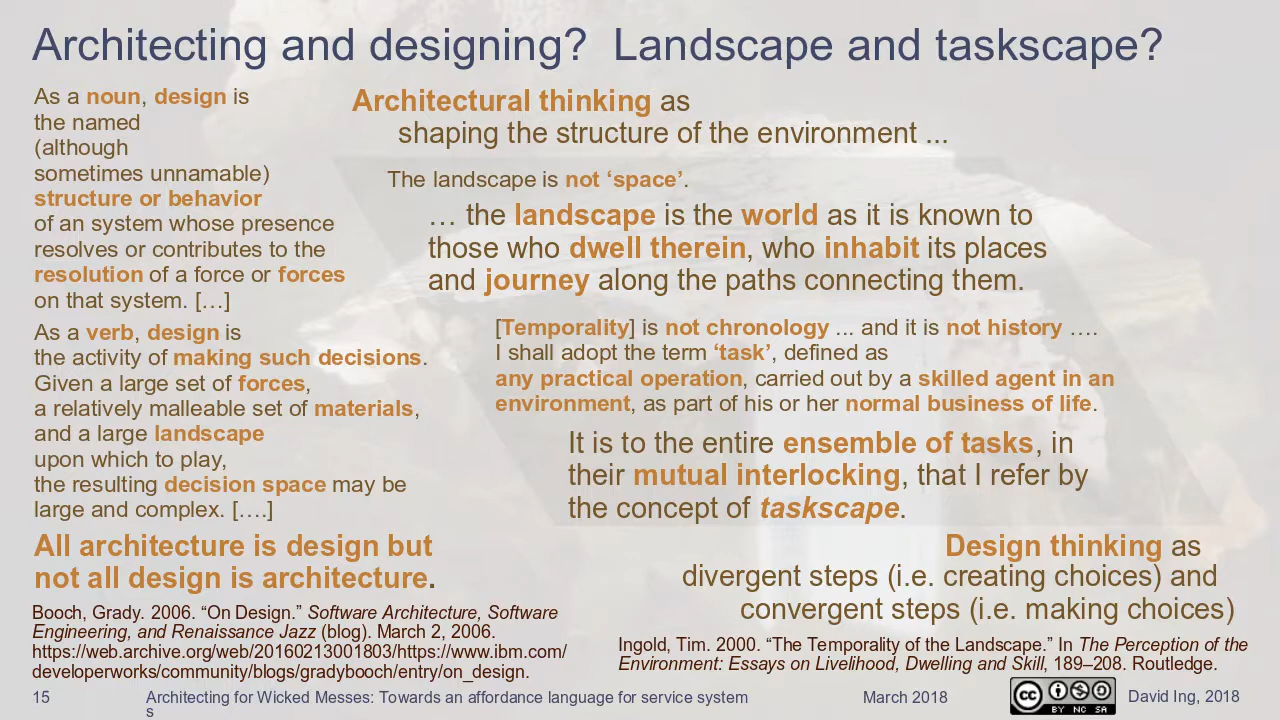 Architecting and designing?  Landscape and taskscape?
As a noun, design is
the named
(although
sometimes unnamable)
structure or behavior
of an system whose presence
resolves or contributes to the
resolution of a force or forces
on that system. […]
As a verb, design is
the activity of making such decisions.
Given a large set of forces,
a relatively malleable set of materials,
and a large landscape
upon which to play,
the resulting decision space may be
large and complex. [….]
All architecture is design but
not all design is architecture.
Booch, Grady. 2006. “On Design.” Software Architecture, Software
Engineering, and Renaissance Jazz (blog). March 2, 2006.
https://web.archive.org/web/20160213001803/https://www.ibm.com/
developerworks/community/blogs/gradybooch/entry/on_design.
Architectural thinking as
shaping the structure of the environment ...
The landscape is not ‘space’.
… the landscape is the world as it is known to
those who dwell therein, who inhabit its places
and journey along the paths connecting them.
[Temporality] is not chronology ... and it is not history ….
I shall adopt the term ‘task’, defined as
any practical operation, carried out by a skilled agent in an
environment, as part of his or her normal business of life.
It is to the entire ensemble of tasks, in
their mutual interlocking, that I refer by
the concept of taskscape.
Design thinking as
divergent steps (i.e. creating choices) and
convergent steps (i.e. making choices)
Ingold, Tim. 2000. “The Temporality of the Landscape.” In The Perception of the
Environment: Essays on Livelihood, Dwelling and Skill, 189–208. Routledge.
15
Architecting for Wicked Messes: Towards an affordance language for service system
s
March 2018
cc
BY NC SA
David Ing, 2018